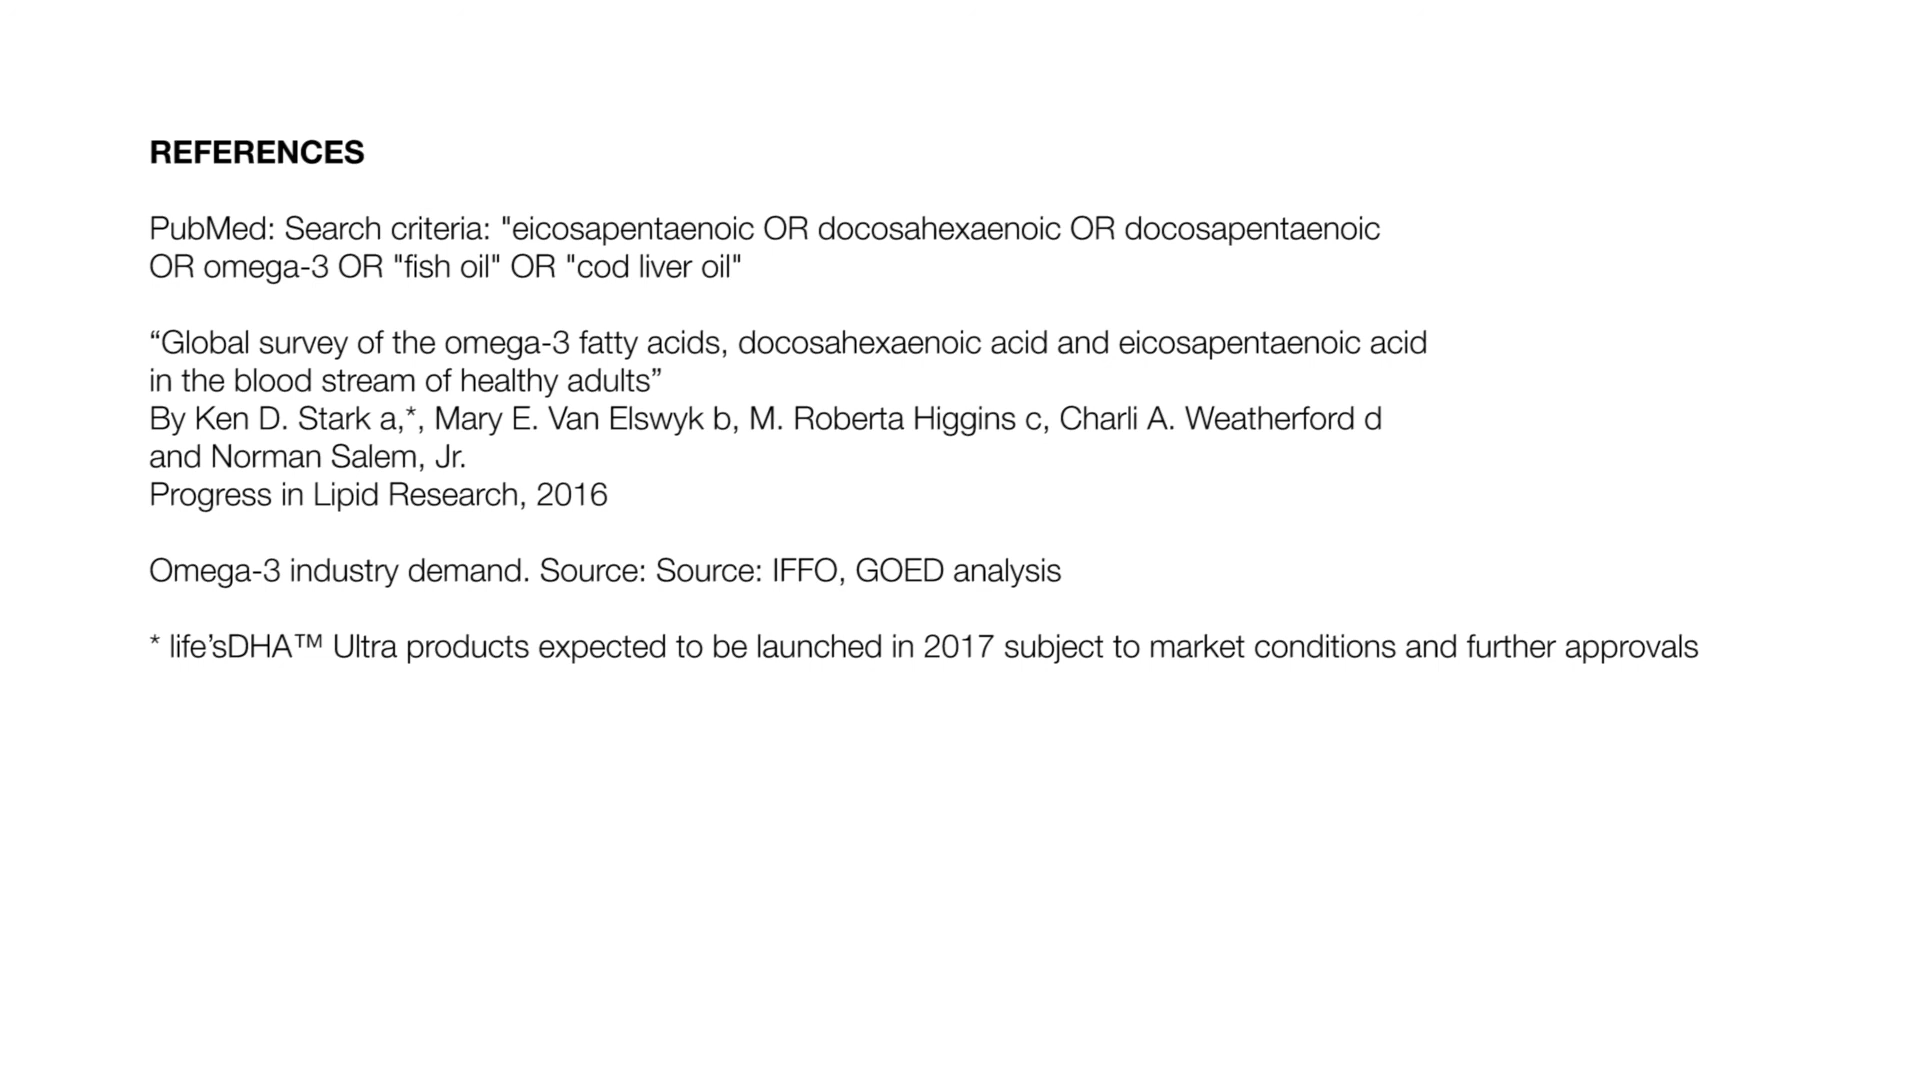 REFERENCES
PubMed: Search criteria: "eicosapentaenoic OR docosahexaenoic OR docosapentaenoic
OR omega-3 OR "fish oil" OR "cod liver oil"
“Global survey of the omega-3 fatty acids, docosahexaenoic acid and eicosapentaenoic acid
in the blood stream of healthy adults”
By Ken D. Stark a,*, Mary E. Van Elswyk b, M. Roberta Higgins c, Charli A. Weatherford d
and Norman Salem, Jr.
Progress in Lipid Research, 2016
Omega-3 industry demand. Source: Source: IFFO, GOED analysis
* life’sDHA™ Ultra products expected to be launched in 2017 subject to market conditions and further approvals